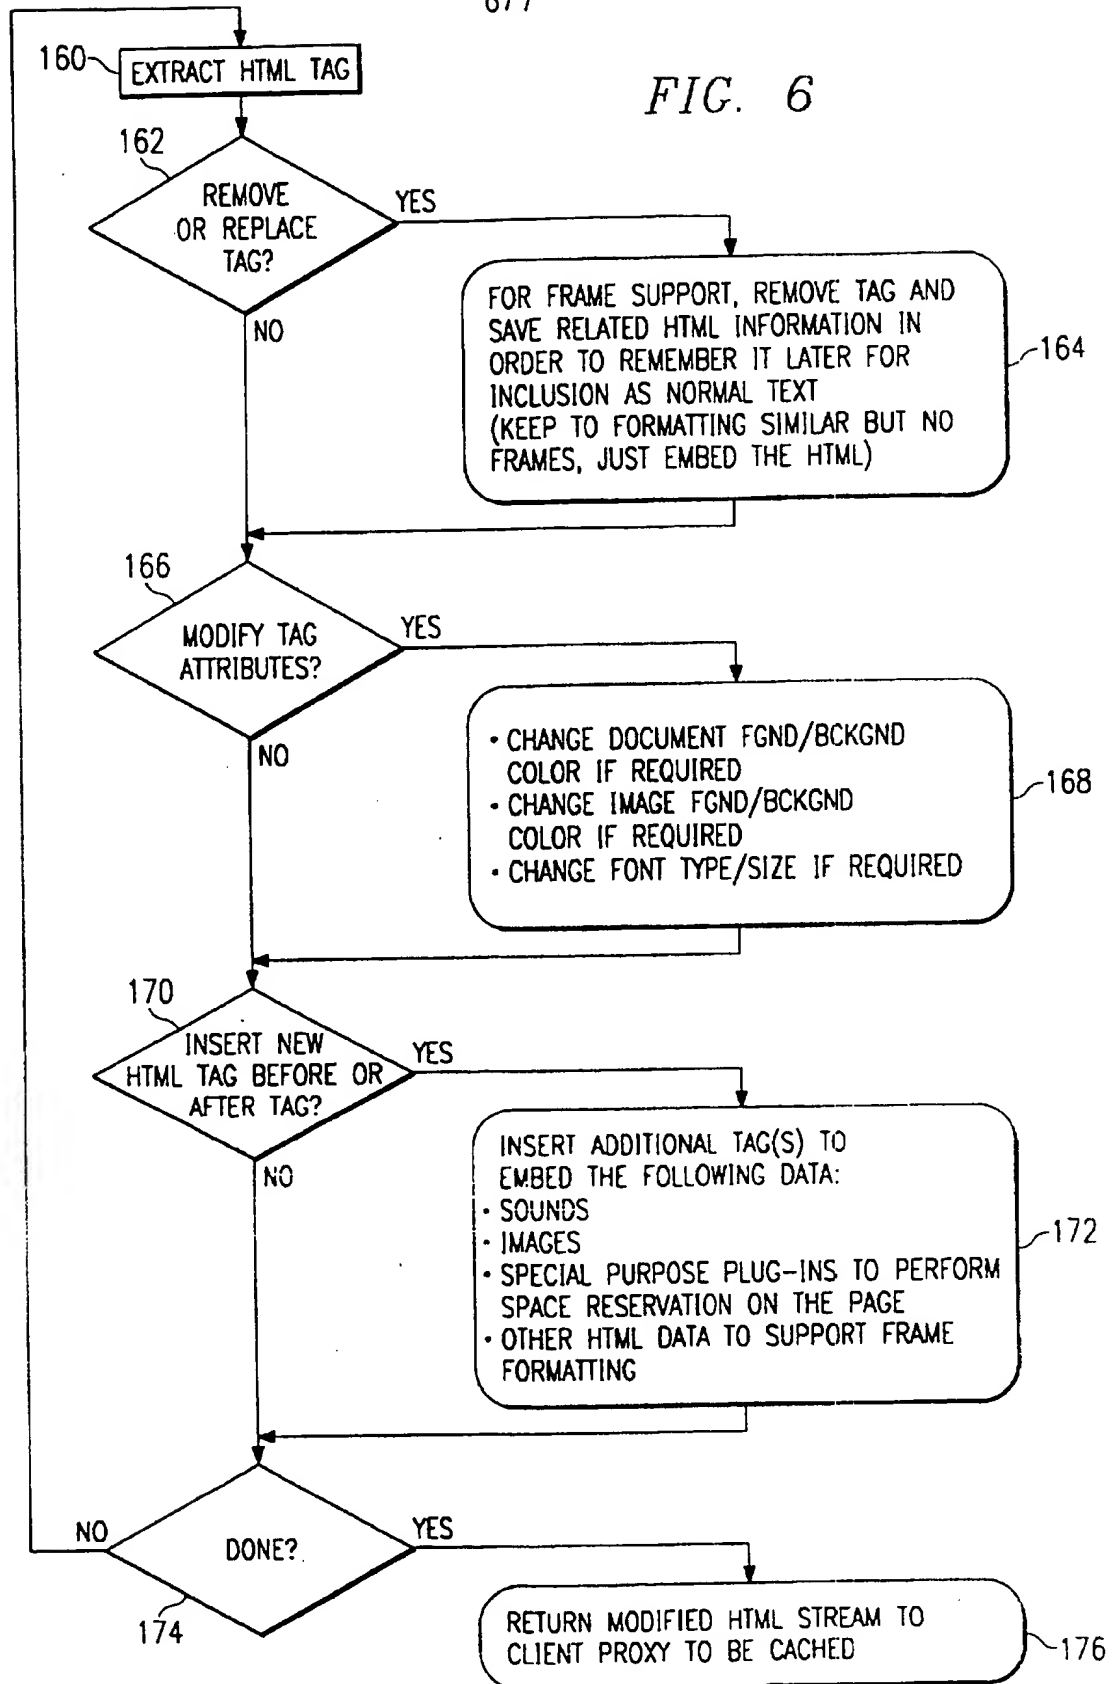 6/7
160
EXTRACT HTML TAG
FIG. 6
162
REMOVE
OR REPLACE
TAG?
YES
NO
FOR FRAME SUPPORT, REMOVE TAG AND
SAVE RELATED HTML INFORMATION IN
ORDER TO REMEMBER IT LATER FOR
INCLUSION AS NORMAL TEXT
(KEEP TO FORMATTING SIMILAR BUT NO
FRAMES, JUST EMBED THE HTML)
164
166
MODIFY TAG
ATTRIBUTES?
YES
NO
• CHANGE DOCUMENT FGND/BCKGND
COLOR IF REQUIRED
• CHANGE IMAGE FGND/BCKGND
COLOR IF REQUIRED
• CHANGE FONT TYPE/SIZE IF REQUIRED
168
170
INSERT NEW
HTML TAG BEFORE OR
AFTER TAG?
YES
NO
INSERT ADDITIONAL TAG(S) TO
EMBED THE FOLLOWING DATA:
• SOUNDS
• IMAGES
• SPECIAL PURPOSE PLUG-INS TO PERFORM
SPACE RESERVATION ON THE PAGE
• OTHER HTML DATA TO SUPPORT FRAME
FORMATTING
172
NO
DONE?
YES
174
RETURN MODIFIED HTML STREAM TO
CLIENT PROXY TO BE CACHED
176